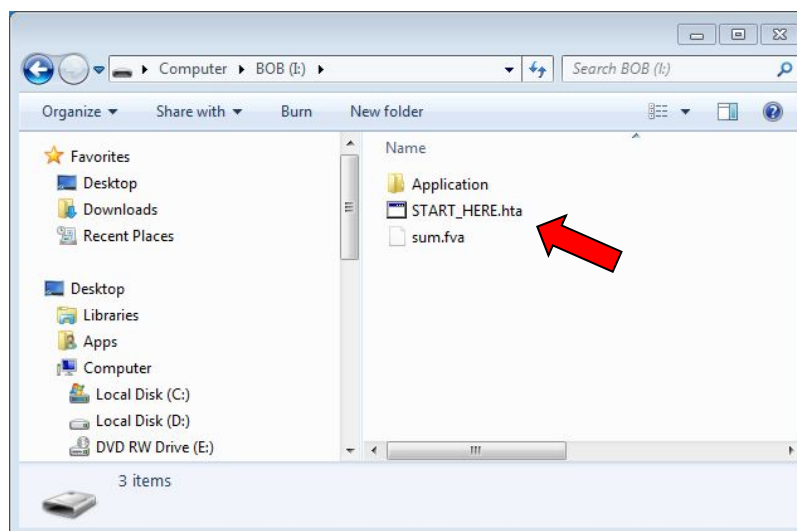 Computer BOB (I:)
Search BOB (I:)
Organize Share with Burn New folder
Favorites
Desktop
Downloads
Recent Places
Desktop
Libraries
Apps
Computer
Local Disk (C:)
Local Disk (D:)
DVD RW Drive (E:)
Name
Application
START_HERE.hta
sum.fva
3 items